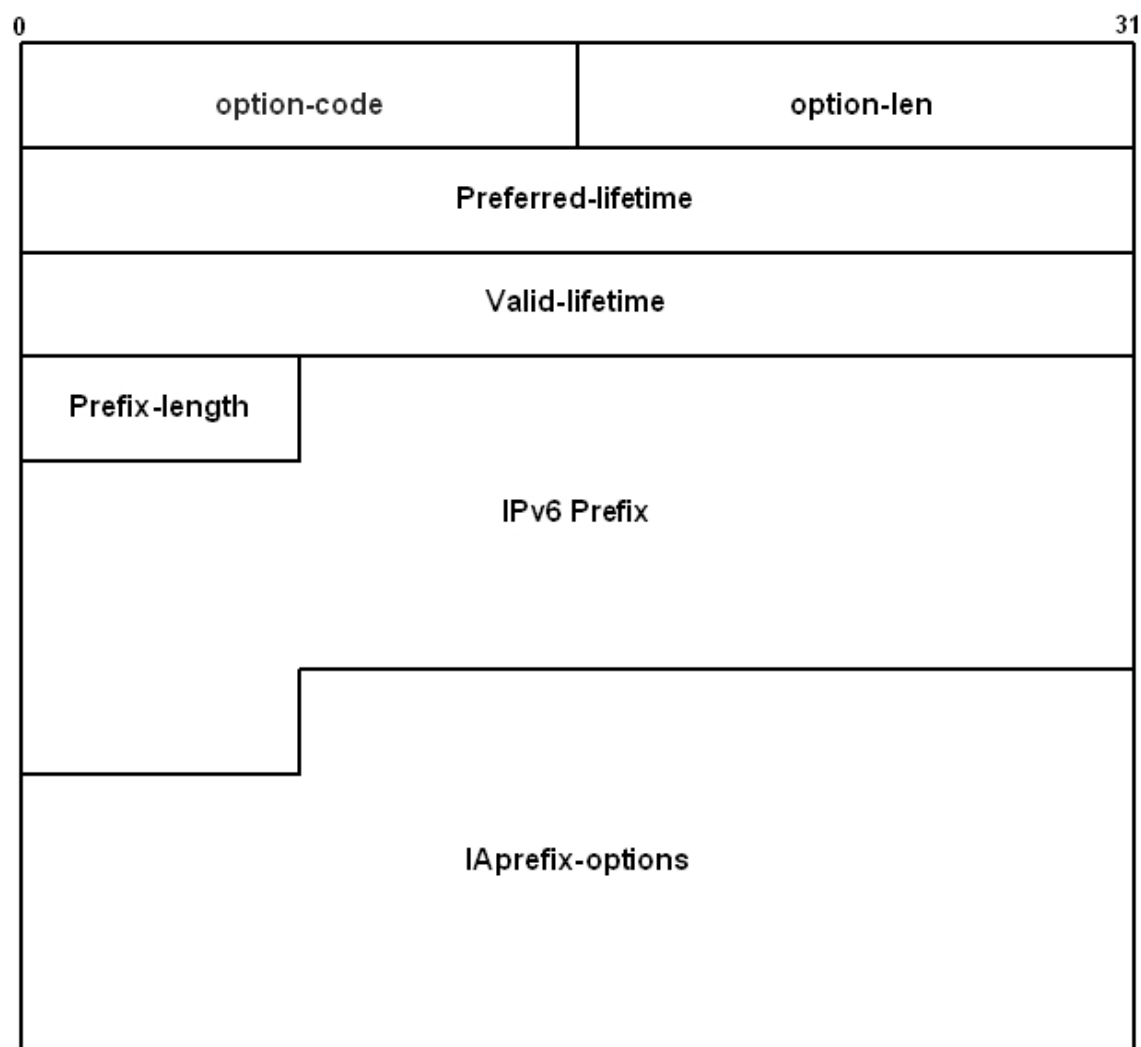 0 31
option-code option-len
Preferred-lifetime
Valid-lifetime
Prefix-length
IPv6 Prefix
IAprefix-options